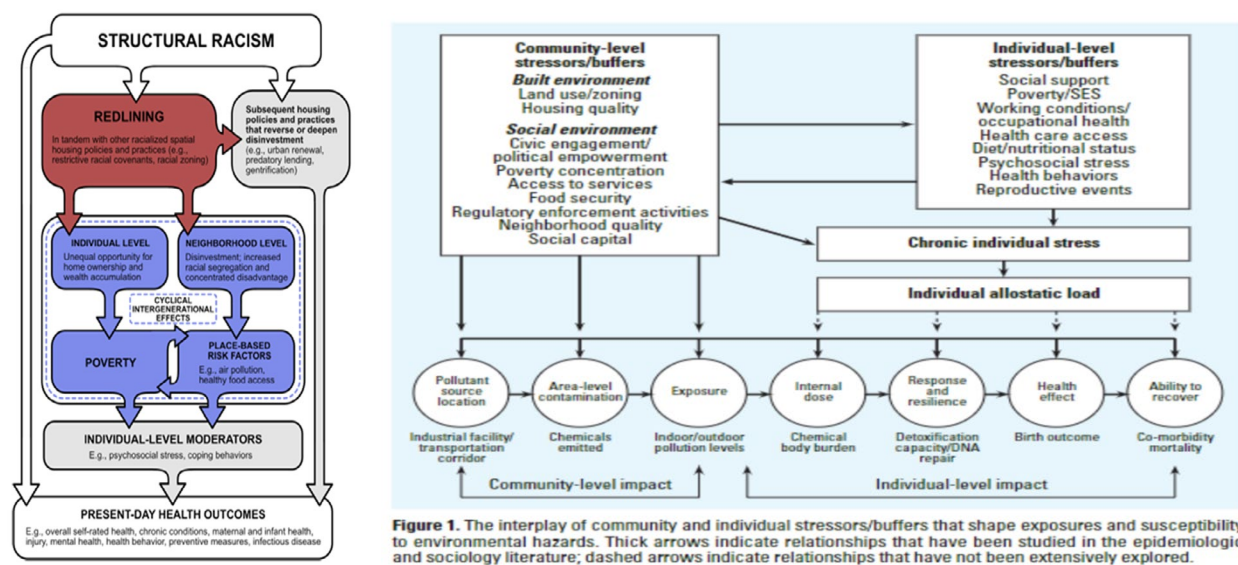 STRUCTURAL RACISM
REDLINING
In tandem with other racialized spatial
housing policies and practices (e.g.,
restrictive racial covenants, racial zoning)
Subsequent housing
policies and practices
that reverse or deepen
disinvestment
(e.g., urban renewal,
predatory lending,
gentrification)
INDIVIDUAL LEVEL
Unequal opportunity for
home ownership and
wealth accumulation
NEIGHBORHOOD LEVEL
Disinvestment; increased
racial segregation and
concentrated disadvantage
CYCLICAL
INTERGENERATIONAL
EFFECTS
POVERTY
PLACE-BASED
RISK FACTORS
E.g., air pollution,
healthy food access
INDIVIDUAL-LEVEL MODERATORS
E.g., psychosocial stress, coping behaviors
PRESENT-DAY HEALTH OUTCOMES
E.g., overall self-rated health, chronic conditions, maternal and infant health,
injury, mental health, health behavior, preventive measures, infectious disease
Community-level
stressors/buffers
Built environment
Land use/zoning
Housing quality
Social environment
Civic engagement/
political empowerment
Poverty concentration
Access to services
Food security
Regulatory enforcement activities
Neighborhood quality
Social capital
Individual-level
stressors/buffers
Social support
Poverty/SES
Working conditions/
occupational health
Health care access
Diet/nutritional status
Psychosocial stress
Health behaviors
Reproductive events
Chronic individual stress
Individual allostatic load
Pollutant
source
location
Area-level
contamination
Exposure
Internal
dose
Response
and
resilience
Health
effect
Ability to
recover
Industrial facility/
transportation
corridor
Chemicals
emitted
Indoor/outdoor
pollution levels
Chemical
body burden
Detoxification
capacity/DNA
repair
Birth outcome
Co-morbidity
mortality
Community-level impact
Individual-level impact
Figure 1. The interplay of community and individual stressors/buffers that shape exposures and susceptibility
to environmental hazards. Thick arrows indicate relationships that have been studied in the epidemiologic
and sociology literature; dashed arrows indicate relationships that have not been extensively explored.